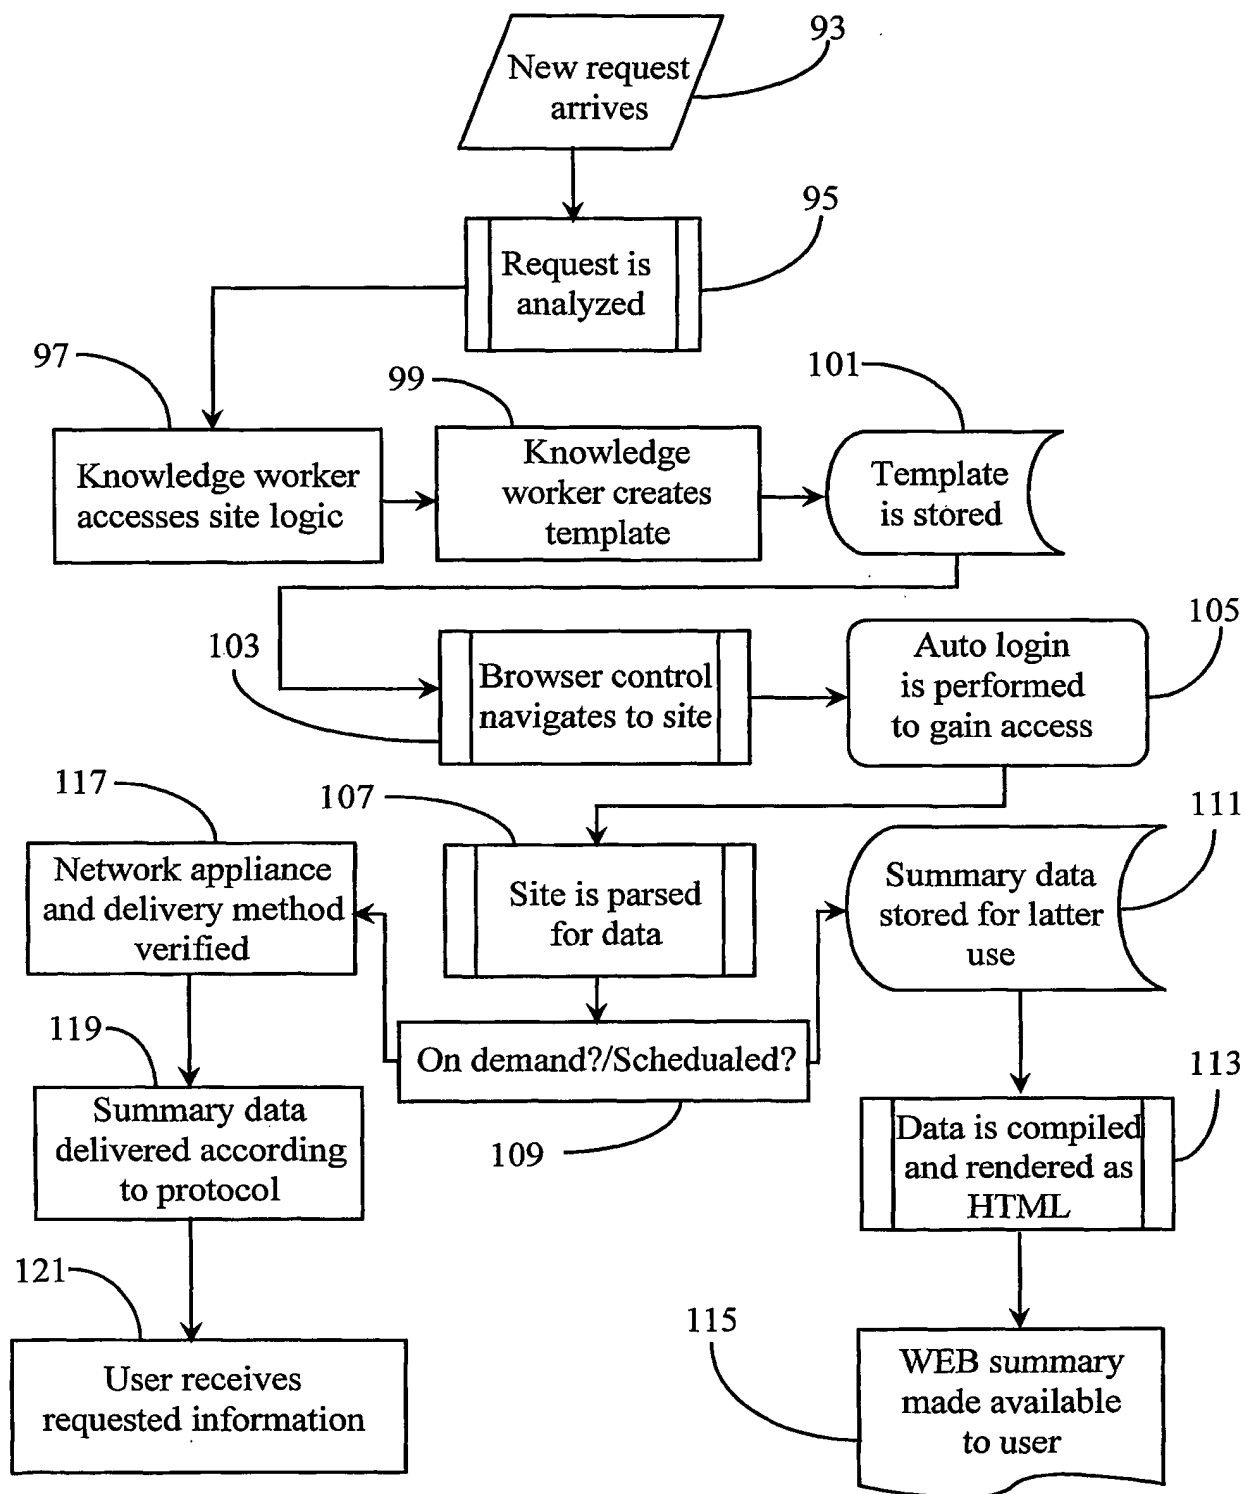 93
New request
arrives
95
Request is
analyzed
97
99
101
Knowledge worker
accesses site logic
Knowledge
worker creates
template
Template
is stored
103
105
Browser control
navigates to site
Auto login
is performed
to gain access
117
107
111
Network appliance
and delivery method
verified
Site is parsed
for data
Summary data
stored for latter
use
119
On demand?/Schedualed?
109
113
Summary data
delivered according
to protocol
Data is compiled
and rendered as
HTML
121
115
User receives
requested information
WEB summary
made available
to user